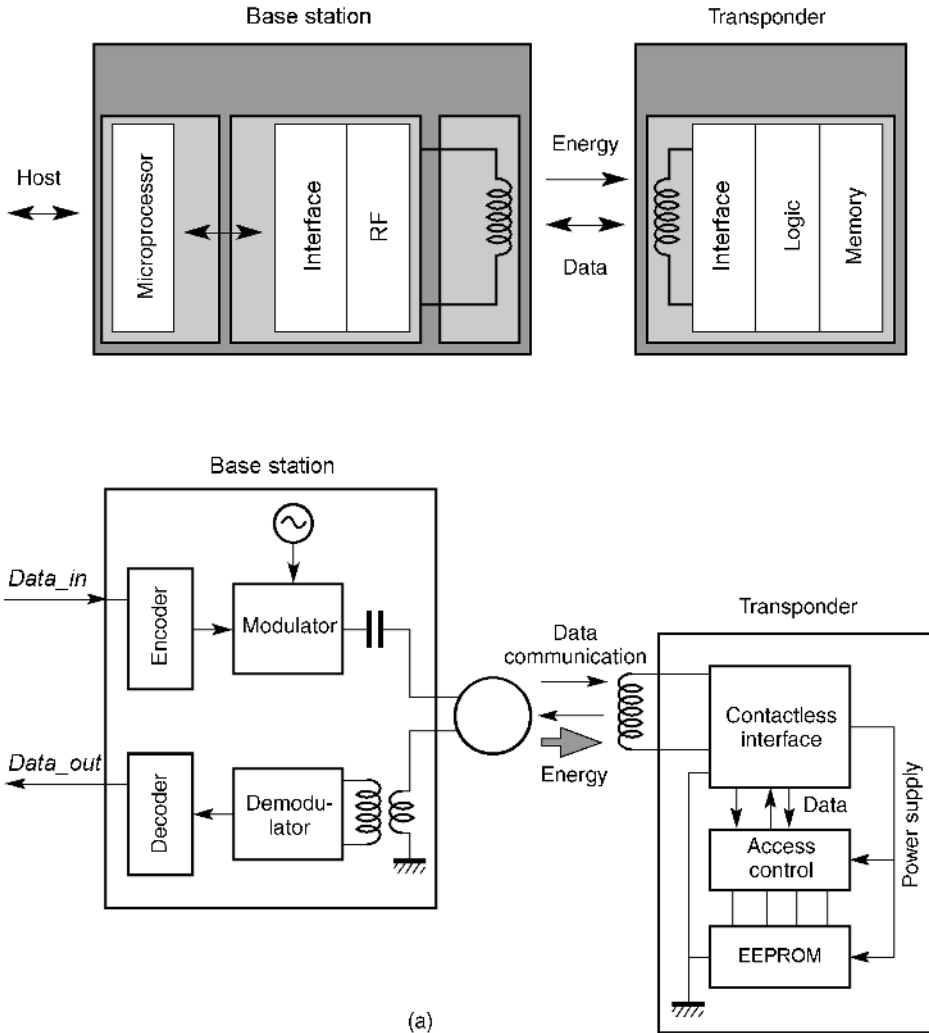 Base station
Transponder
Host
Microprocessor
Interface
RF
Energy
Data
Interface
Logic
Memory
Base station
Data_in
Encoder
Modulator
Data_out
Decoder
Demodu-
lator
Data
communication
Energy
Transponder
Contactless
interface
Data
Access
control
EEPROM
Power supply
(a)